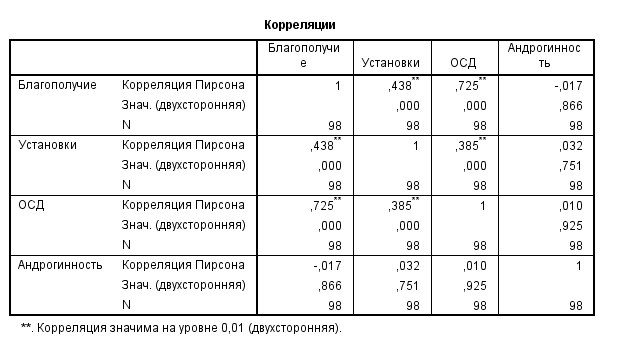 Корреляции
Благополучи
е Установки ОСД Андрогиннос
ть
Благополучие Корреляция Пирсона 1 ,438** ,725** -,017
Знач. (двухсторонняя) ,000 ,000 ,866
N 98 98 98 98
Установки Корреляция Пирсона ,438** 1 ,385** ,032
Знач. (двухсторонняя) ,000 ,000 ,751
N 98 98 98 98
ОСД Корреляция Пирсона ,725** ,385** 1 ,010
Знач. (двухсторонняя) ,000 ,000 ,925
N 98 98 98 98
Андрогинность Корреляция Пирсона -,017 ,032 ,010 1
Знач. (двухсторонняя) ,866 ,751 ,925
N 98 98 98 98
**. Корреляция значима на уровне 0,01 (двухсторонняя).